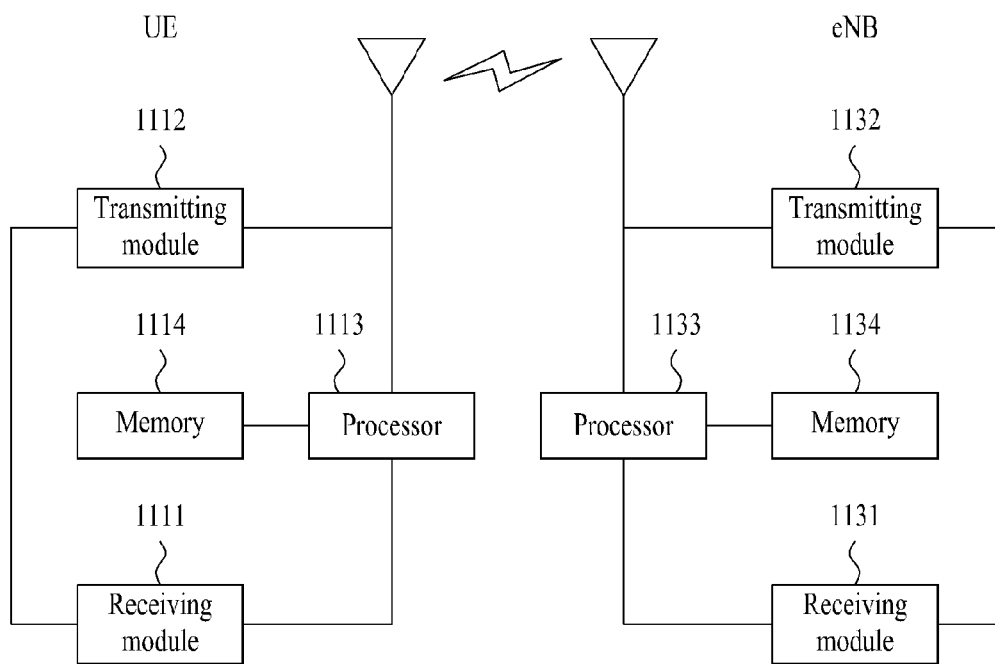 UE
eNB
1112
1132
Transmitting
module
Transmitting
module
1114
1113
1133
1134
Memory
Processor
Processor
Memory
1111
1131
Receiving
module
Receiving
module